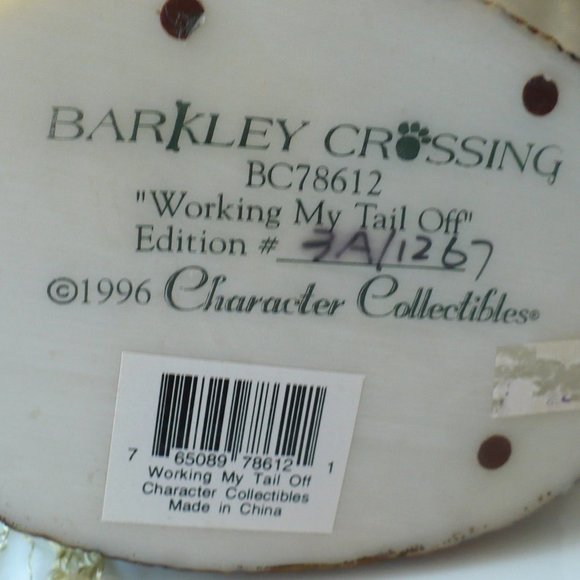 BARKLEY CROSSING
BC78612
"Working My Tail Off"
Edition # 3A/1267
©1996 Character Collectibles®
7 65089 78612 1
Working My Tail Off
Character Collectibles
Made in China